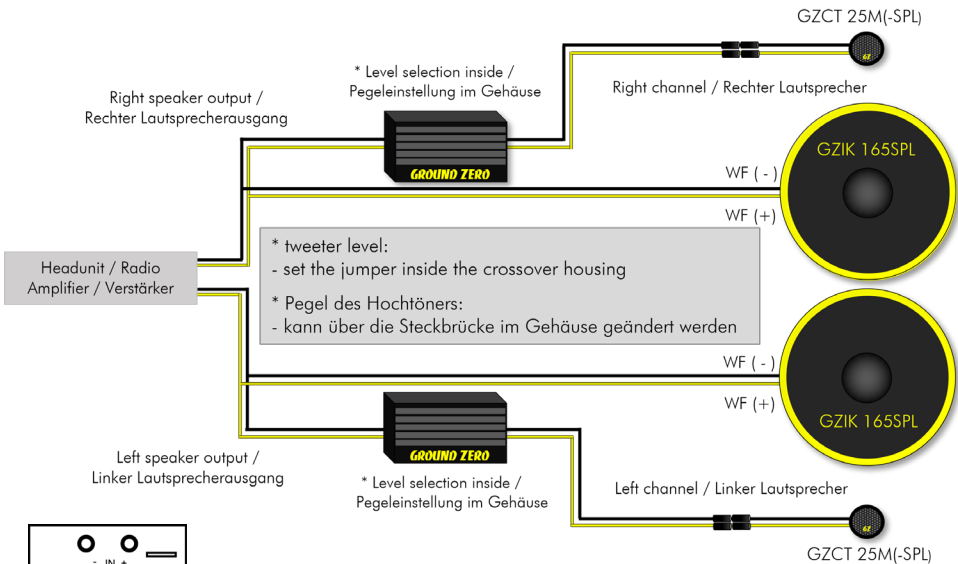 GZCT 25M(-SPL)
* Level selection inside /
Pegeleinstellung im Gehäuse
Right channel / Rechter Lautsprecher
Right speaker output /
Rechter Lautsprecherausgang
GROUND ZERO
GZ
GZIK 165SPL
WF ( - )
WF (+)
Headunit / Radio
Amplifier / Verstärker
* tweeter level:
- set the jumper inside the crossover housing
* Pegel des Hochtöners:
- kann über die Steckbrücke im Gehäuse geändert werden
WF ( - )
WF (+)
GZIK 165SPL
GROUND ZERO
Left speaker output /
Linker Lautsprecherausgang
* Level selection inside /
Pegeleinstellung im Gehäuse
Left channel / Linker Lautsprecher
GZ
GZCT 25M(-SPL)
- IN +